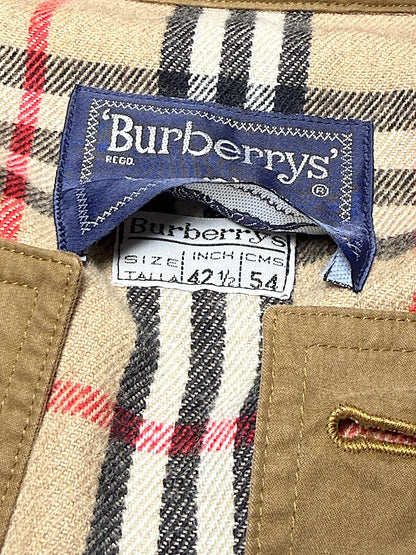 'Burberrys'
REGD.
®
Burberrys
SIZE INCH CMS
TALLA 42½ 54